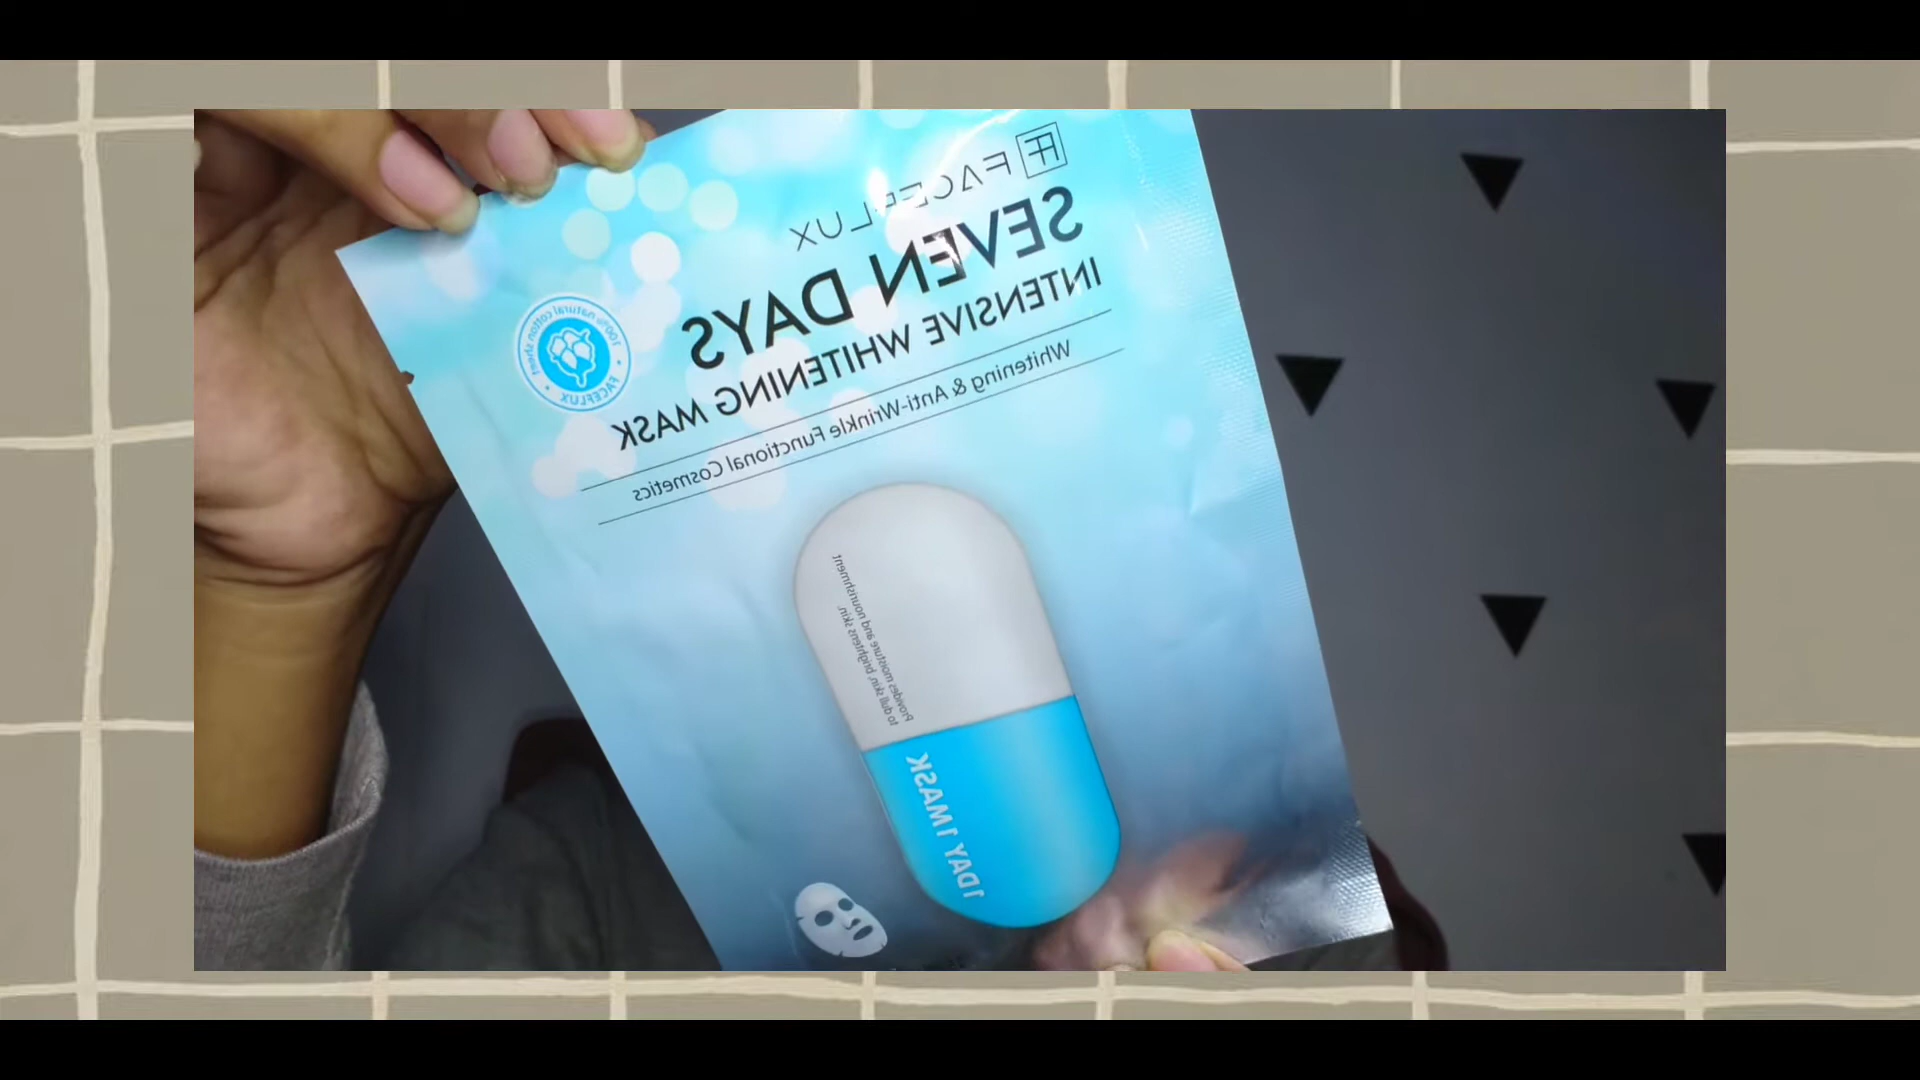 FACEFLUX
SEVEN DAYS
INTENSIVE WHITENING MASK
Whitening & Anti-Wrinkle Functional Cosmetics
100% natural cotton sheet
FACEFLUX
Provides moisture and nourishment
to dull skin, brightens skin.
1DAY 1MASK